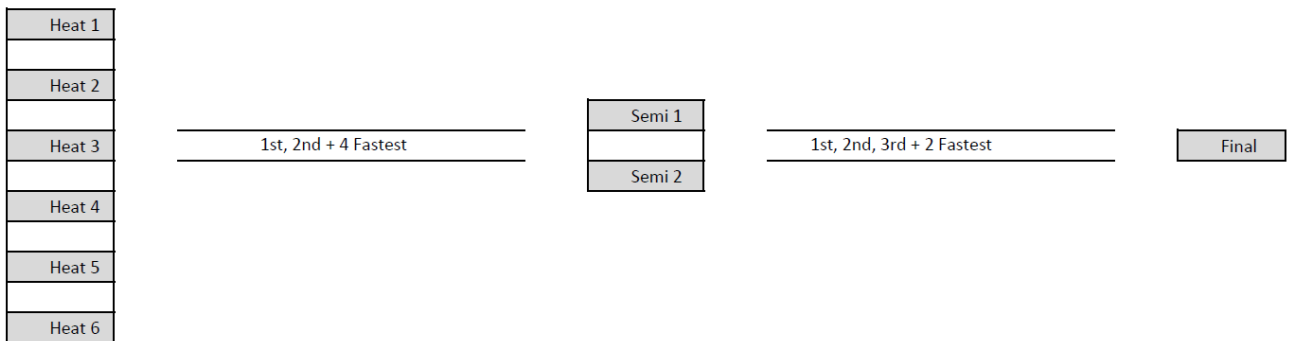 Heat 1
Heat 2
Semi 1
Heat 3
1st, 2nd + 4 Fastest
1st, 2nd, 3rd + 2 Fastest
Final
Semi 2
Heat 4
Heat 5
Heat 6